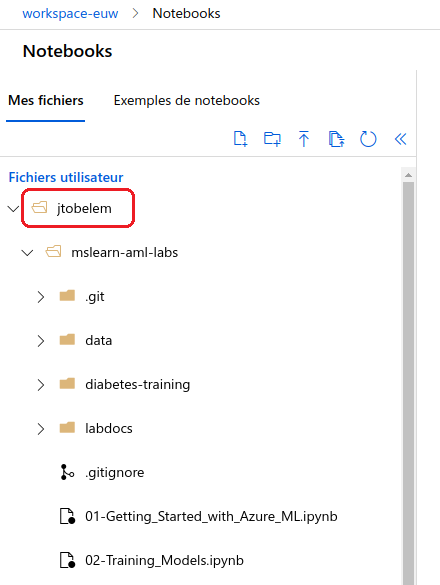 workspace-euw > Notebooks
Notebooks
Mes fichiers Exemples de notebooks
Fichiers utilisateur
jtobelem
mslearn-aml-labs
.git
data
diabetes-training
labdocs
.gitignore
01-Getting_Started_with_Azure_ML.ipynb
02-Training_Models.ipynb